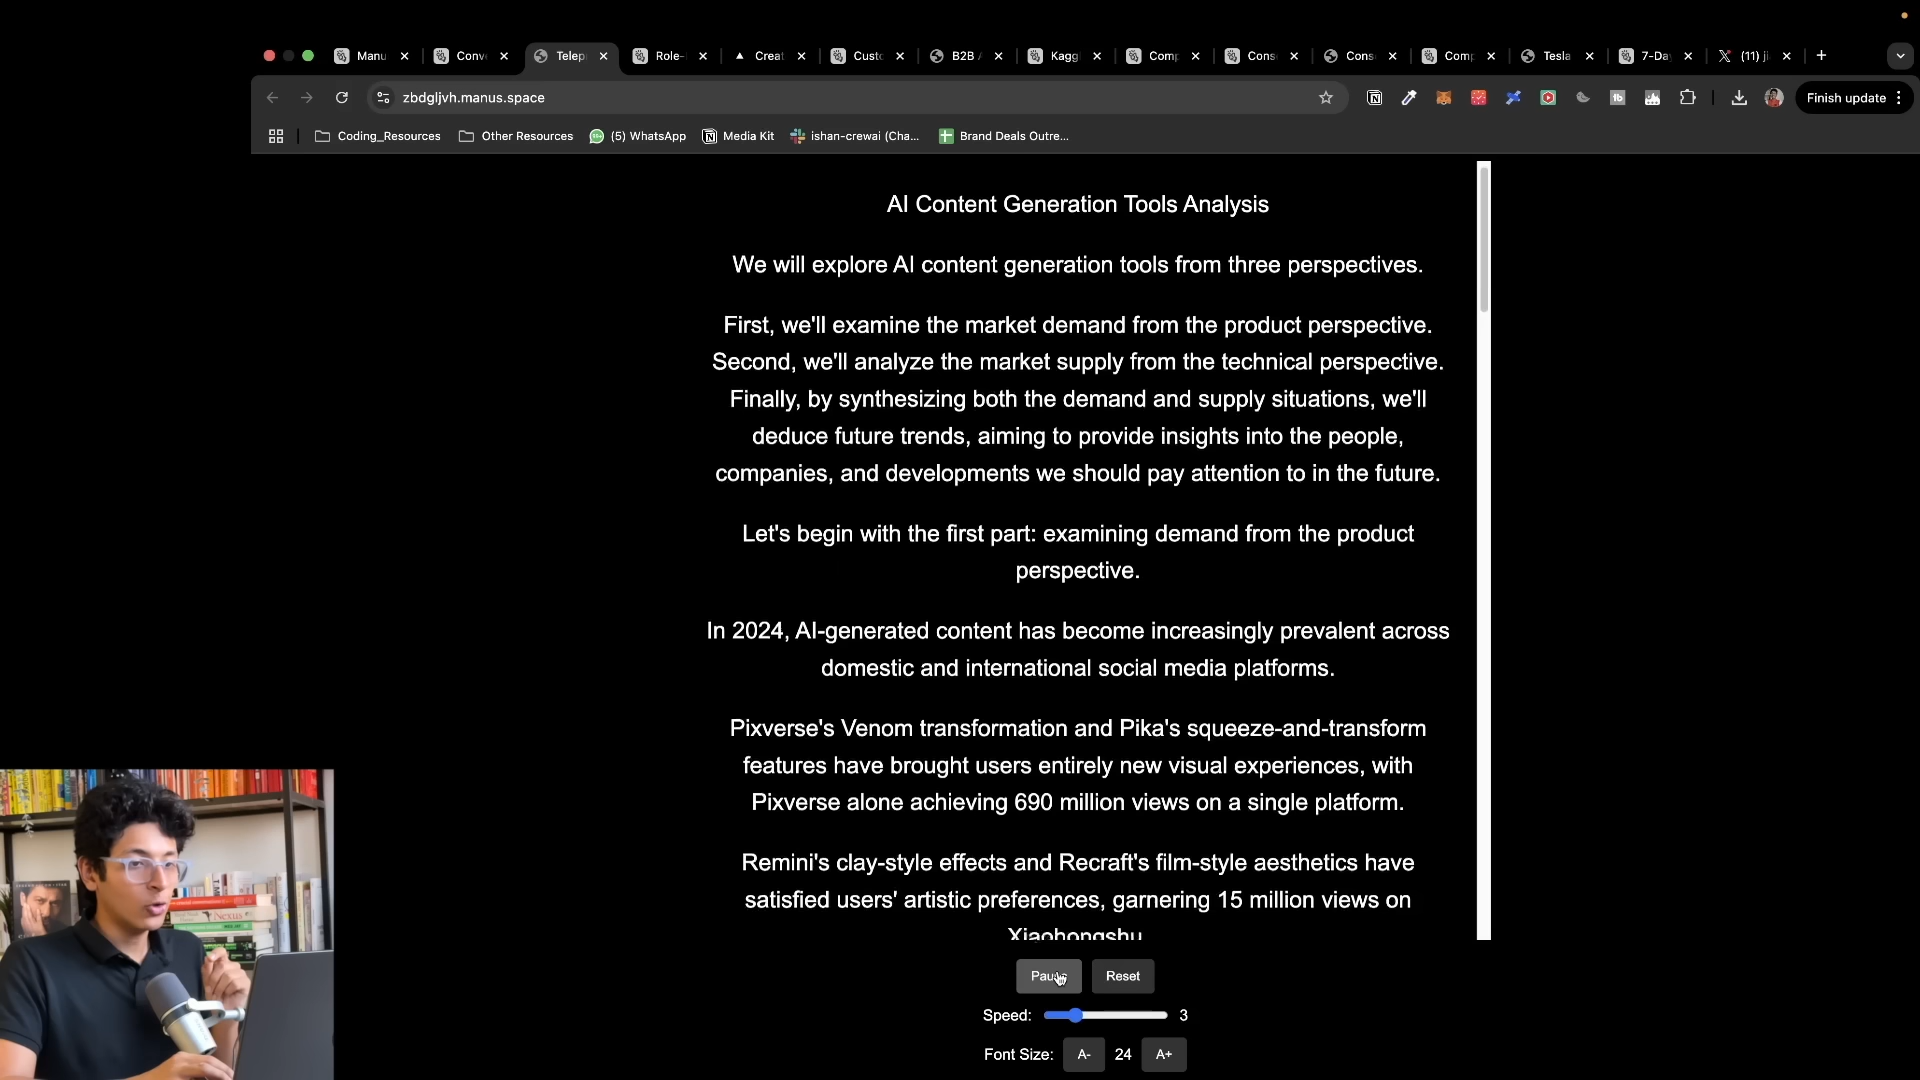 Manu
Conve
Telep
Role-
Creat
Custo
B2B
Kaggl
Comp
Cons
Cons
Comp
Tesla
7-Day
(11) ji
zbdgljvh.manus.space
Finish update
Coding_Resources
Other Resources
(5) WhatsApp
Media Kit
ishan-crewai (Cha...
Brand Deals Outre...
AI Content Generation Tools Analysis
We will explore AI content generation tools from three perspectives.
First, we'll examine the market demand from the product perspective.
Second, we'll analyze the market supply from the technical perspective.
Finally, by synthesizing both the demand and supply situations, we'll
deduce future trends, aiming to provide insights into the people,
companies, and developments we should pay attention to in the future.
Let's begin with the first part: examining demand from the product
perspective.
In 2024, AI-generated content has become increasingly prevalent across
domestic and international social media platforms.
Pixverse's Venom transformation and Pika's squeeze-and-transform
features have brought users entirely new visual experiences, with
Pixverse alone achieving 690 million views on a single platform.
Remini's clay-style effects and Recraft's film-style aesthetics have
satisfied users' artistic preferences, garnering 15 million views on
Xiaohongshu
Pause
Reset
Speed: 3
Font Size: A- 24 A+
Nexus